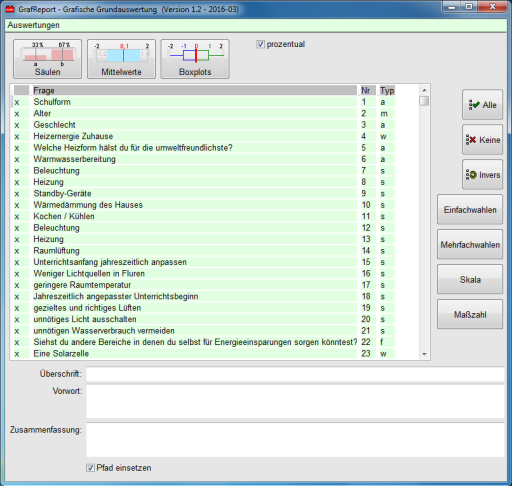 GrafReport - Grafische Grundauswertung (Version 1.2 - 2016-03)
Auswertungen
33% 67%
a b
Säulen
-2 0,1 2
Mittelwerte
-2 -1 0 1 2
Boxplots
prozentual
Frage Nr Typ
x Schulform 1 a
x Alter 2 m
x Geschlecht 3 a
x Heizernergie Zuhause 4 w
x Welche Heizform hälst du für die umweltfreundlichste? 5 a
x Warmwasserbereitung 6 a
x Beleuchtung 7 s
x Heizung 8 s
x Standby-Geräte 9 s
x Wärmedämmung des Hauses 10 s
x Kochen / Kühlen 11 s
x Beleuchtung 12 s
x Heizung 13 s
x Raumlüftung 14 s
x Unterrichtsanfang jahreszeitlich anpassen 15 s
x Weniger Lichtquellen in Fluren 16 s
x geringere Raumtemperatur 17 s
x Jahreszeitlich angepasster Unterrichtsbeginn 18 s
x gezieltes und richtiges Lüften 19 s
x unnötiges Licht ausschalten 20 s
x unnötigen Wasserverbrauch vermeiden 21 s
x Siehst du andere Bereiche in denen du selbst für Energieeinsparungen sorgen könntest? 22 f
x Eine Solarzelle 23 w
Alle
Keine
Invers
Einfachwahlen
Mehrfachwahlen
Skala
Maßzahl
Überschrift:
Vorwort:
Zusammenfassung:
Pfad einsetzen